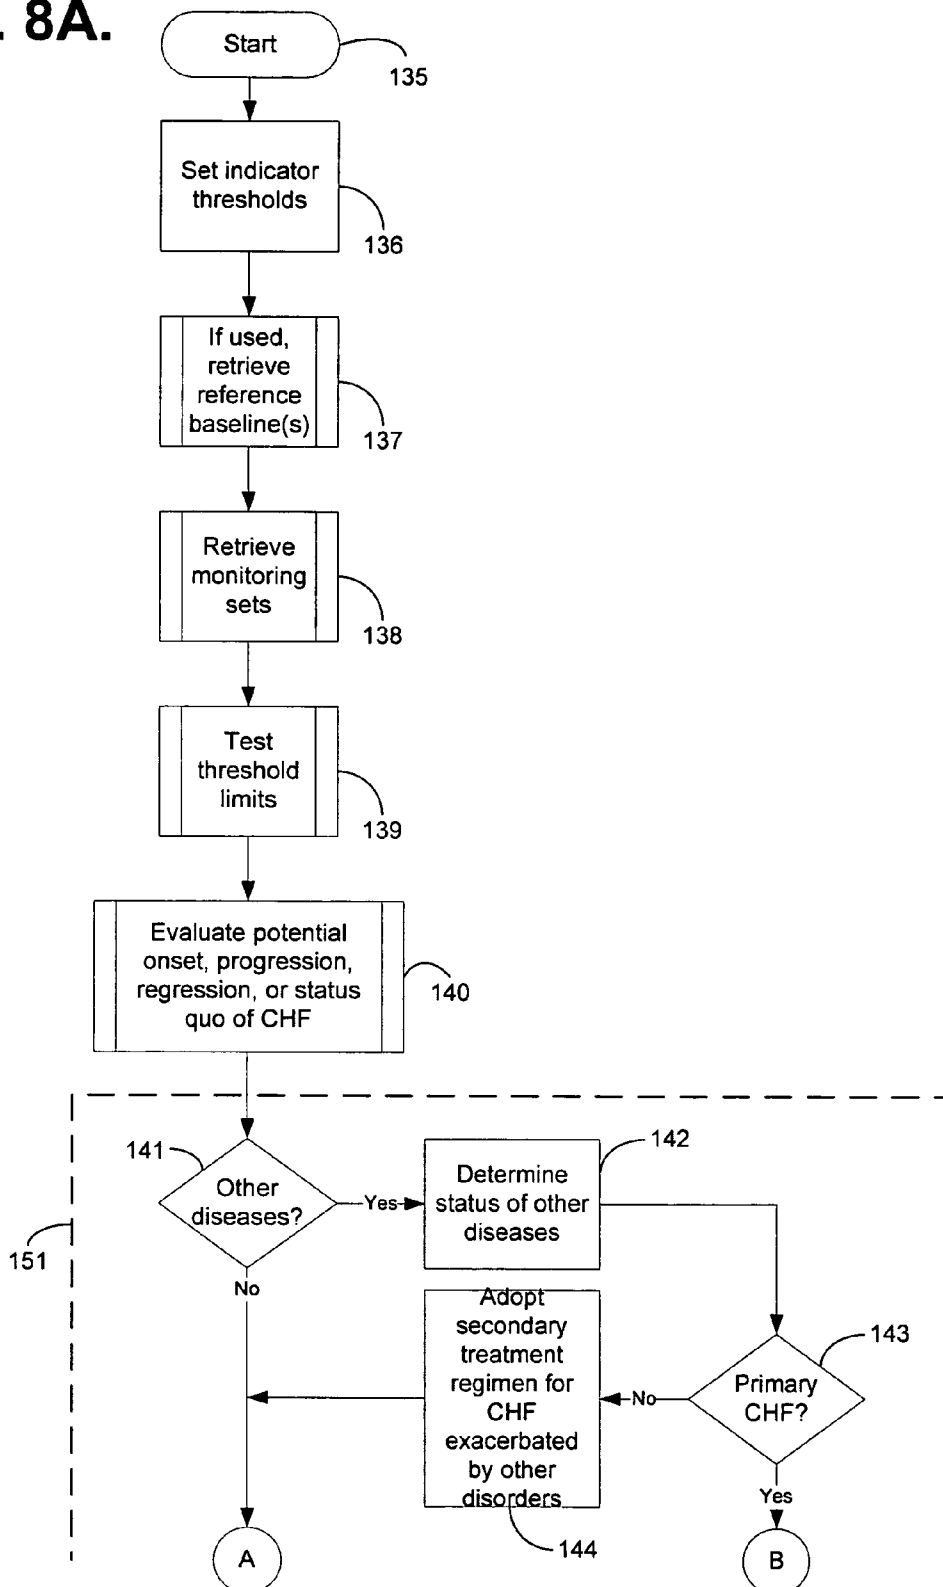 . 8A.
Start
135
Set indicator
thresholds
136
If used,
retrieve
reference
baseline(s)
137
Retrieve
monitoring
sets
138
Test
threshold
limits
139
Evaluate potential
onset, progression,
regression, or status
quo of CHF
140
141
Other
diseases?
Yes
142
Determine
status of other
diseases
151
No
Adopt
secondary
treatment
regimen for
CHF
exacerbated
by other
disorders
144
143
Primary
CHF?
No
Yes
A
B